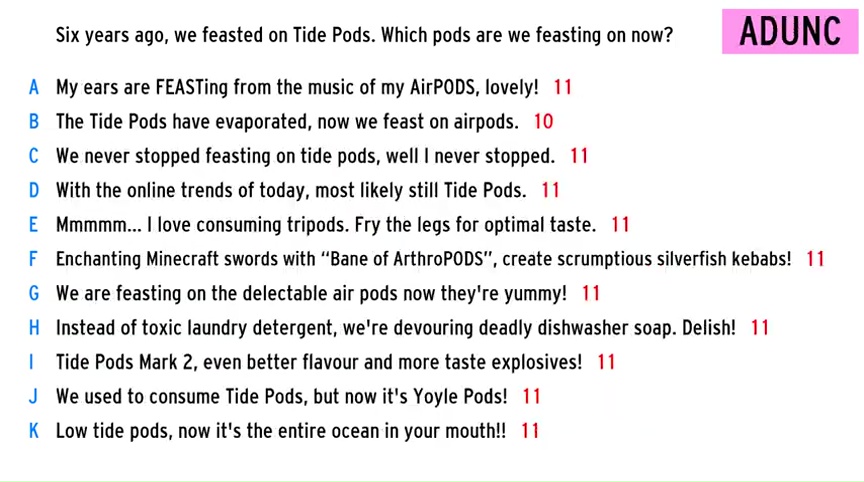 Six years ago, we feasted on Tide Pods. Which pods are we feasting on now?
ADUNC
A My ears are FEASTing from the music of my AirPODS, lovely! 11
B The Tide Pods have evaporated, now we feast on airpods. 10
C We never stopped feasting on tide pods, well I never stopped. 11
D With the online trends of today, most likely still Tide Pods. 11
E Mmmmm... I love consuming tripods. Fry the legs for optimal taste. 11
F Enchanting Minecraft swords with “Bane of ArthroPODS”, create scrumptious silverfish kebabs! 11
G We are feasting on the delectable air pods now they're yummy! 11
H Instead of toxic laundry detergent, we're devouring deadly dishwasher soap. Delish! 11
I Tide Pods Mark 2, even better flavour and more taste explosives! 11
J We used to consume Tide Pods, but now it's Yoyle Pods! 11
K Low tide pods, now it's the entire ocean in your mouth!! 11